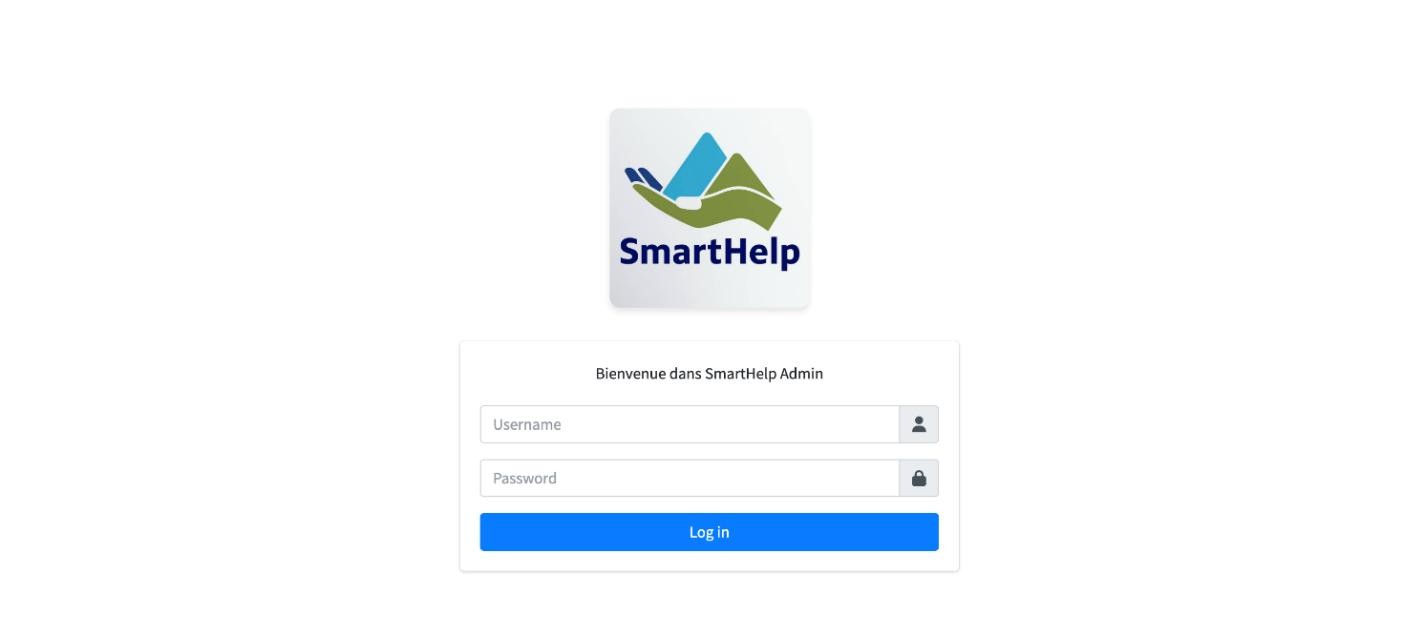 SmartHelp
Bienvenue dans SmartHelp Admin
Username
Password
Log in